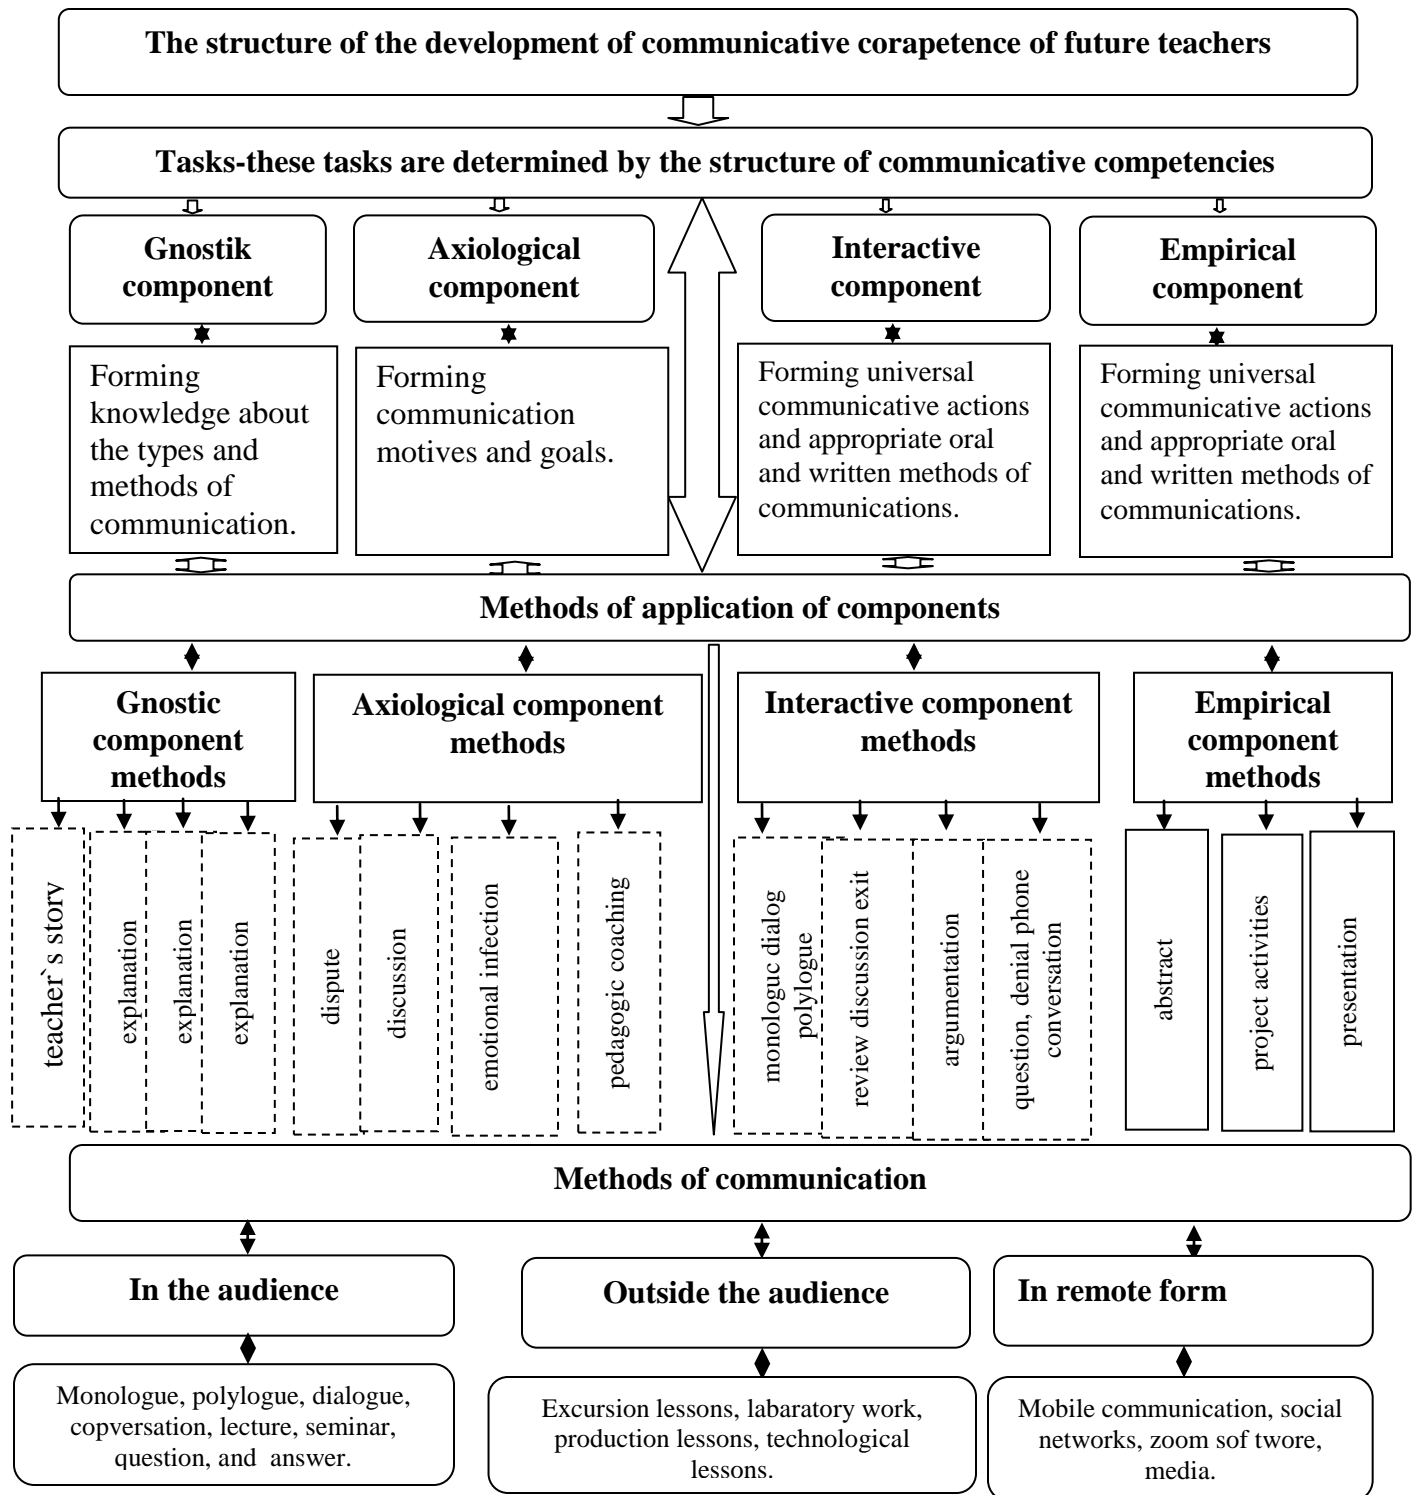 The structure of the development of communicative corapetence of future teachers
Tasks-these tasks are determined by the structure of communicative competencies
Gnostik
component
Axiological
component
Interactive
component
Empirical
component
Forming
knowledge about
the types and
methods of
communication.
Forming
communication
motives and goals.
Forming universal
communicative actions
and appropriate oral
and written methods of
communications.
Forming universal
communicative actions
and appropriate oral
and written methods of
communications.
Methods of application of components
Gnostic
component
methods
Axiological component
methods
Interactive component
methods
Empirical
component
methods
teacher`s story
explanation
explanation
explanation
dispute
discussion
emotional infection
pedagogic coaching
monologuc dialog
polylogue
review discussion exit
argumentation
question, denial phone
conversation
abstract
project activities
presentation
Methods of communication
In the audience
Outside the audience
In remote form
Monologue, polylogue, dialogue,
copversation, lecture, seminar,
question, and answer.
Excursion lessons, labaratory work,
production lessons, technological
lessons.
Mobile communication, social
networks, zoom sof twore,
media.